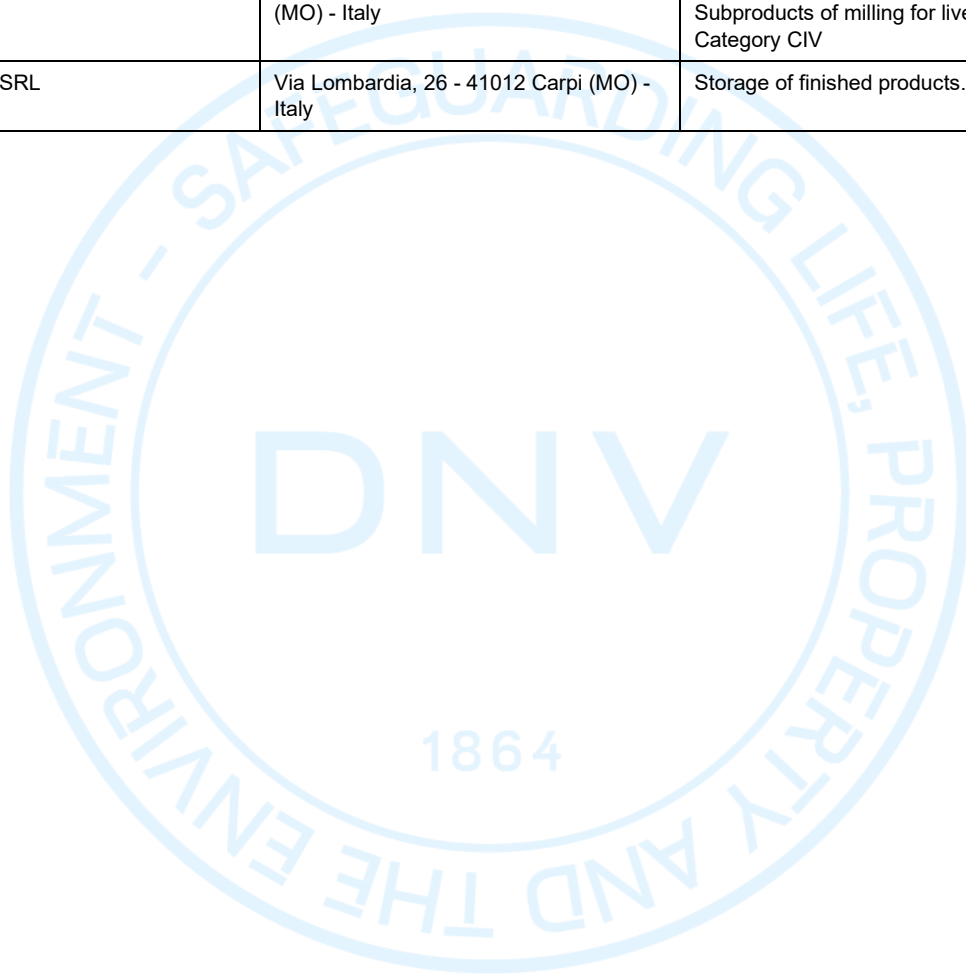 (MO) - Italy
Subproducts of milling for live
Category CIV
SRL
Via Lombardia, 26 - 41012 Carpi (MO) -
Italy
Storage of finished products.
SAFEGUARDING LIFE, PROPERTY AND THE ENVIRONMENT -
DNV
1864